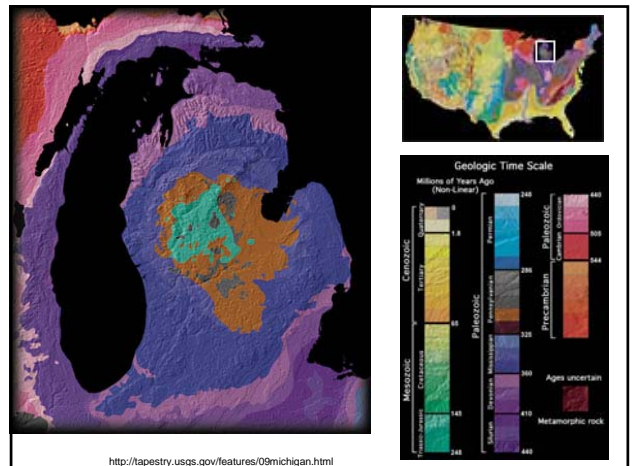 Geologic Time Scale
Millions of Years Ago
(Non-Linear)
Cenozoic
Quaternary
Tertiary
0
1.8
65
Mesozoic
Cretaceous
Triassic-Jurassic
145
248
Paleozoic
Permian
Pennsylvanian
Mississippian
Devonian
Silurian
248
286
325
360
410
440
Paleozoic
Ordovician
Cambrian
Precambrian
440
505
544
Ages uncertain
Metamorphic rock
http://tapestry.usgs.gov/features/09michigan.html